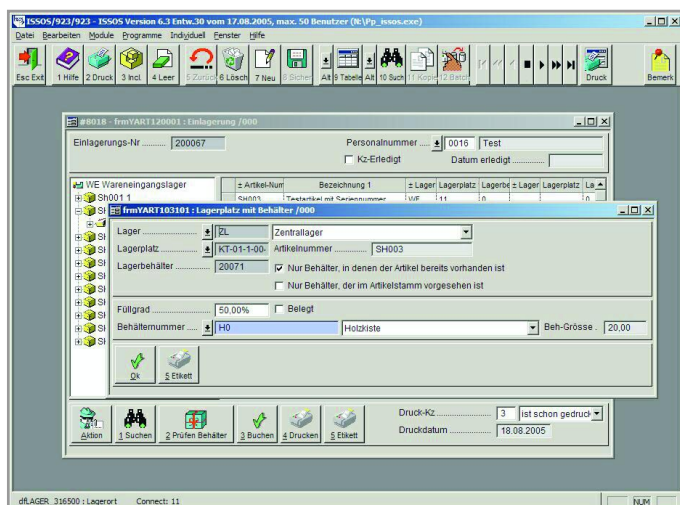 ISSOS/923/923 - ISSOS Version 6.3 Entw.30 vom 17.08.2005, max. 50 Benutzer (N:\Pp_issos.exe)
Datei Bearbeiten Module Programme Individuell Fenster Hilfe
Esc Exit 1 Hilfe 2 Druck 3 Incl. 4 Leer 5 Zurück 6 Lösch 7 Neu 8 Sicher Alt 9 Tabelle Alt 10 Such 11 Kopie 12 Batch Druck Bemerk
#8018 - frmYART120001 : Einlagerung /000
Einlagerungs-Nr .......... 200067 Personalnummer .... 0016 Test
Kz-Erledigt Datum erledigt ..............
WE Wareneingangslager ± Artikel-Num Bezeichnung 1 ± Lager Lagerplatz Lagerbe ± Lager Lagerplatz La
Sh001 1 SH003 Testartikel mit Seriennummer WE 11 0 0
frmYART103101 : Lagerplatz mit Behälter /000
Lager ........................ ZL Zentrallager
Lagerplatz ................ KT-01-1-00- Artikelnummer ............... SH003
Lagerbehälter ............ 20071 Nur Behälter, in denen der Artikel bereits vorhanden ist
Nur Behälter, der im Artikelstamm vorgesehen ist
Füllgrad ..................... 50,00% Belegt
Behälternummer ..... H0 Holzkiste Beh-Grösse . 20,00
Ok 5 Etikett
Aktion 1 Suchen 2 Prüfen Behälter 3 Buchen 4 Drucken 5 Etikett
Druck-Kz ...................... 3 ist schon gedruck
Druckdatum ................. 18.08.2005
dfLAGER_316500 : Lagerort Connect: 11 NUM